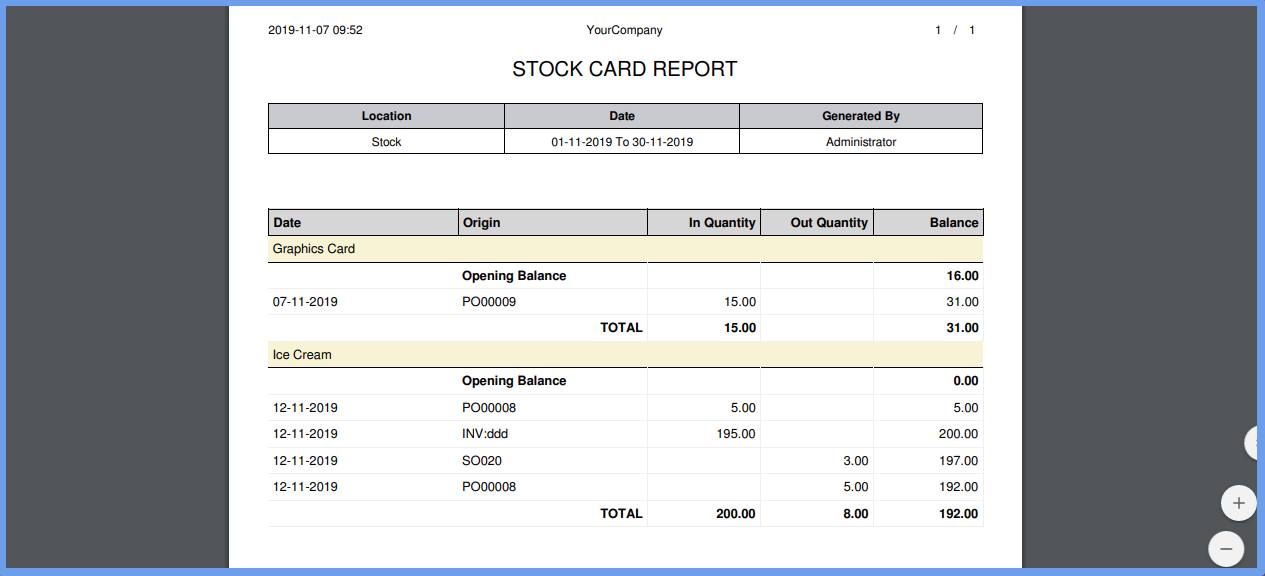 2019-11-07 09:52 YourCompany 1 / 1
STOCK CARD REPORT
Location Date Generated By
Stock 01-11-2019 To 30-11-2019 Administrator
Date Origin In Quantity Out Quantity Balance
Graphics Card
Opening Balance 16.00
07-11-2019 PO00009 15.00 31.00
TOTAL 15.00 31.00
Ice Cream
Opening Balance 0.00
12-11-2019 PO00008 5.00 5.00
12-11-2019 INV:ddd 195.00 200.00
12-11-2019 SO020 3.00 197.00
12-11-2019 PO00008 5.00 192.00
TOTAL 200.00 8.00 192.00